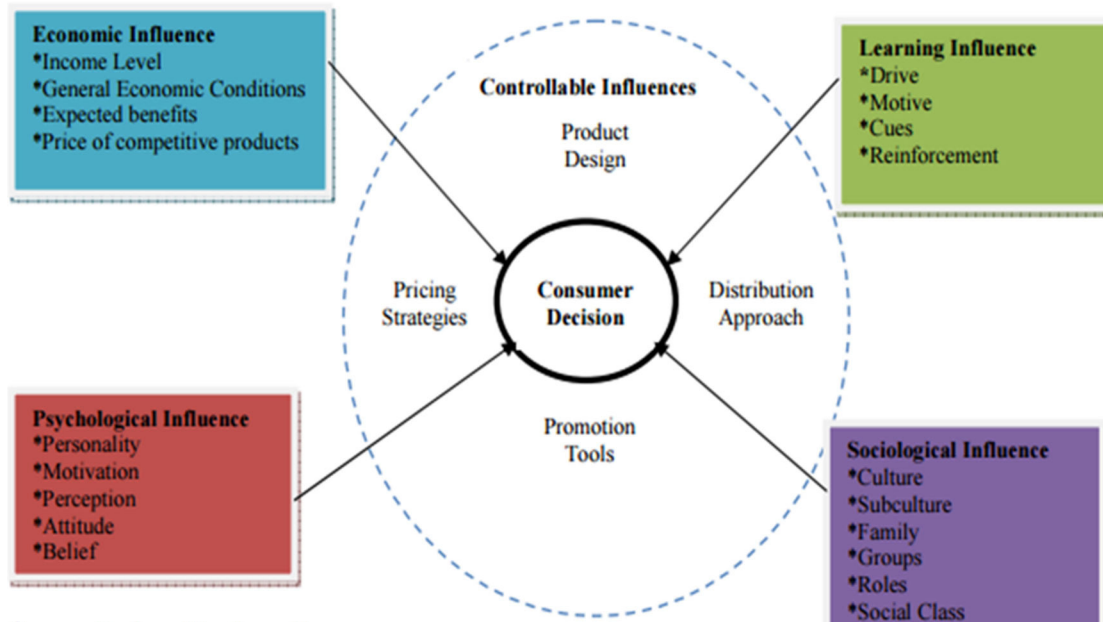 Economic Influence
*Income Level
*General Economic Conditions
*Expected benefits
*Price of competitive products
Controllable Influences
Product
Design
Learning Influence
*Drive
*Motive
*Cues
*Reinforcement
Pricing
Strategies
Consumer
Decision
Distribution
Approach
Promotion
Tools
Psychological Influence
*Personality
*Motivation
*Perception
*Attitude
*Belief
Sociological Influence
*Culture
*Subculture
*Family
*Groups
*Roles
*Social Class